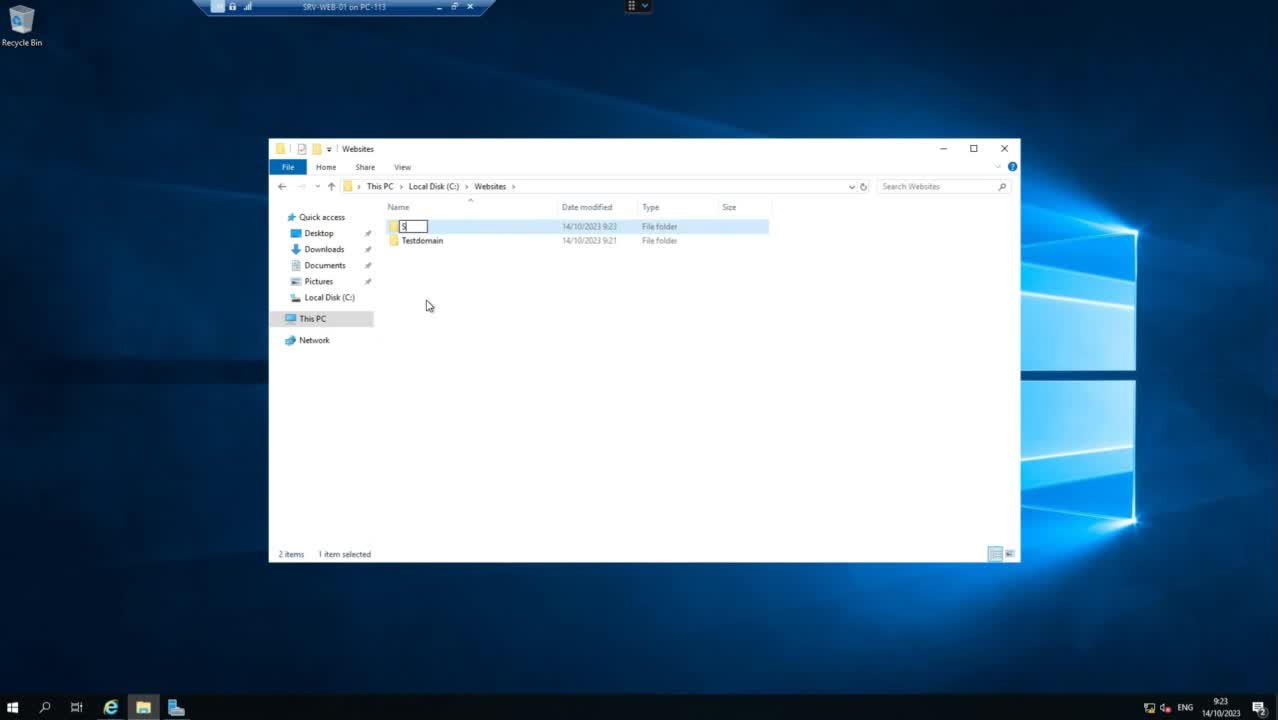 SRV-WEB-01 on PC-113
Recycle Bin
Websites
File Home Share View
This PC Local Disk (C:) Websites
Search Websites
Name Date modified Type Size
Quick access
Desktop
Downloads
Documents
Pictures
Local Disk (C:)
This PC
Network
S 14/10/2023 9:23 File folder
Testdomain 14/10/2023 9:21 File folder
2 items 1 item selected
ENG
9:23
14/10/2023
2